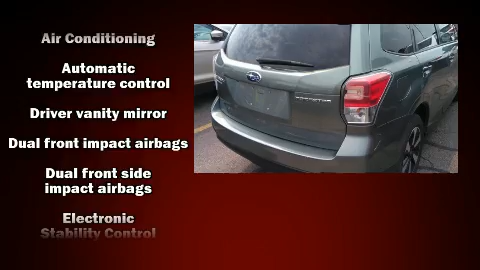 Air Conditioning
Automatic
temperature control
Driver vanity mirror
Dual front impact airbags
Dual front side
impact airbags
Electronic
Stability Control
FORESTER